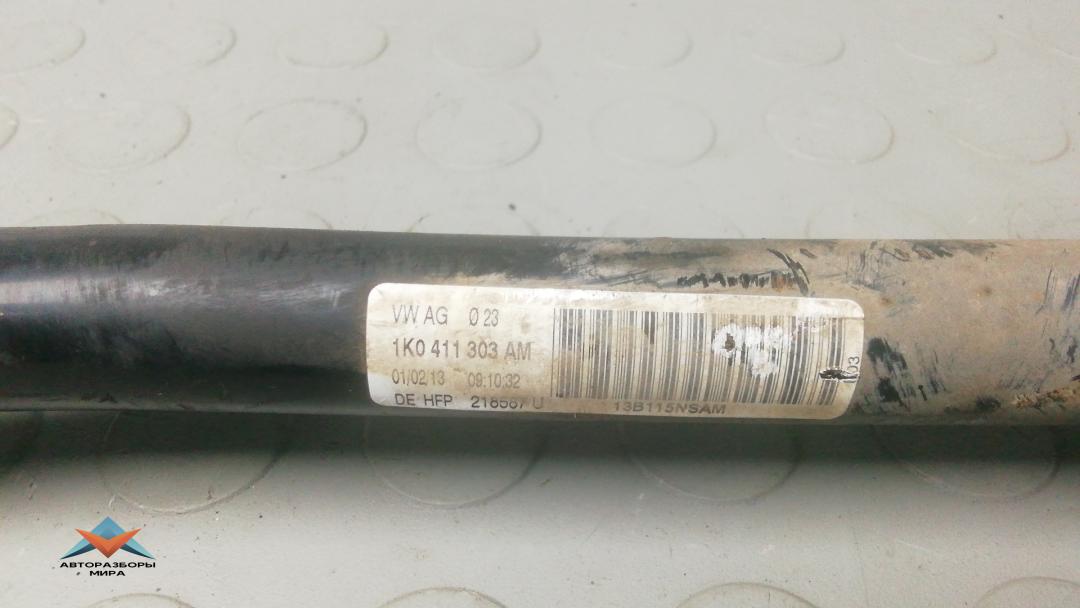 VW AG Ø 23
1K0 411 303 AM
01/02/13 09:10:32
DE HFP 218567 U
13B115NSAM
03
АВТОРАЗБОРЫ
МИРА